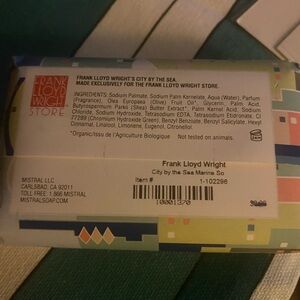 FRANK
LLOYD
WRIGHT
STORE
FRANK LLOYD WRIGHT'S CITY BY THE SEA
MADE EXCLUSIVELY FOR THE FRANK LLOYD WRIGHT STORE.
INGREDIENTS: Sodium Palmate, Sodium Palm Kernelate, Aqua (Water), Parfum
(Fragrance), Olea Europaea (Olive) Fruit Oil*, Glycerin, Palm Acid,
Butyrospermum Parkii (Shea) Butter Extract*, Palm Kernel Acid, Sodium
Chloride, Sodium Hydroxide, Tetrasodium EDTA, Tetrasodium Etidronate, CI
77289 (Chromium Hydroxide Green), Benzyl Benzoate, Benzyl Salicylate, Hexyl
Cinnamal, Limonene, Eugenol, Citronellol.
*Organic/Issu de l'Agriculture Biologique
Not tested on animals.
MISTRAL LLC
CARLSBAD, CA 92011
TOLL FREE: 1.866.MISTRAL
MISTRALSOAP.COM
Frank Lloyd Wright
City by the Sea Marine So
Item #
1-102296
10001370